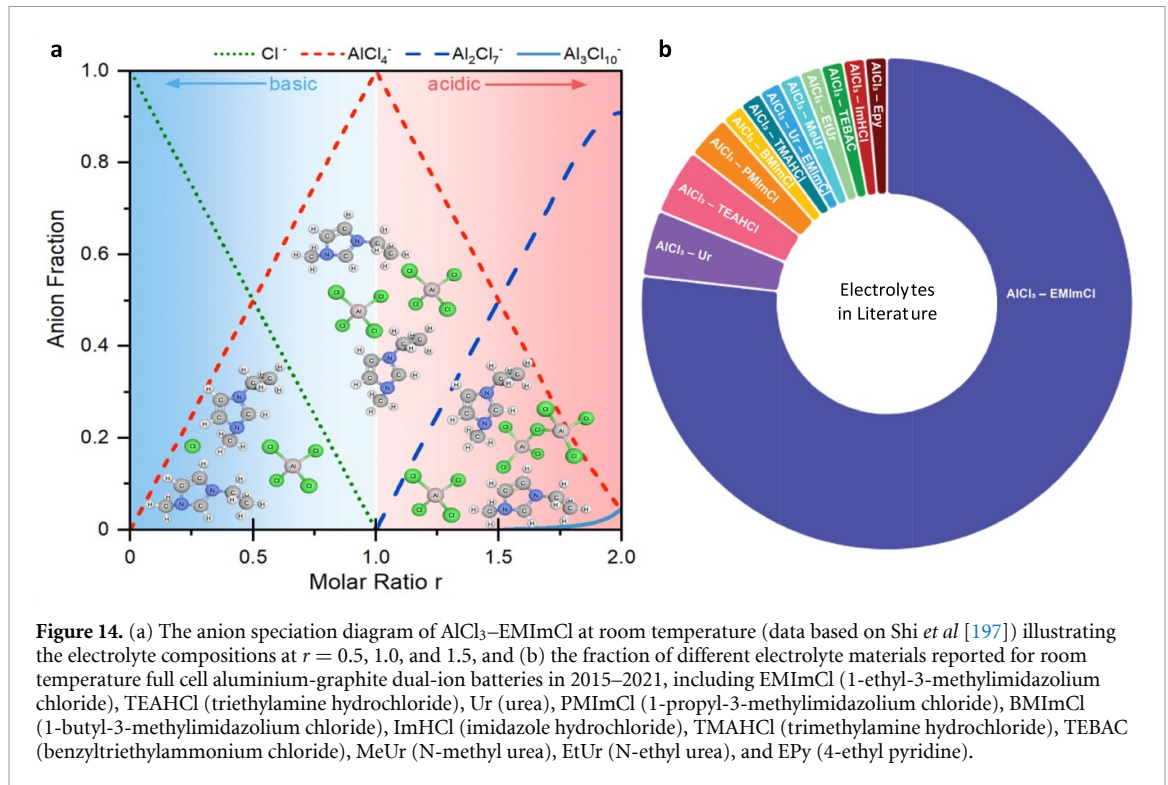 a
Cl⁻ AlCl₄⁻ Al₂Cl₇⁻ Al₃Cl₁₀⁻
basic acidic
1.0
0.8
0.6
0.4
0.2
0
Anion Fraction
0 0.5 1.0 1.5 2.0
Molar Ratio r
b
AlCl₃ – Ur
AlCl₃ – TEAHCl
AlCl₃ – PMImCl
AlCl₃ – BMImCl
AlCl₃ – TMAHCl
AlCl₃ – Ur – EMImCl
AlCl₃ – MeUr
AlCl₃ – EtUr
AlCl₃ – TEBAC
AlCl₃ – ImHCl
AlCl₃ – Epy
AlCl₃ – EMImCl
Electrolytes
in Literature
Figure 14. (a) The anion speciation diagram of AlCl₃–EMImCl at room temperature (data based on Shi et al [197]) illustrating
the electrolyte compositions at r = 0.5, 1.0, and 1.5, and (b) the fraction of different electrolyte materials reported for room
temperature full cell aluminium-graphite dual-ion batteries in 2015–2021, including EMImCl (1-ethyl-3-methylimidazolium
chloride), TEAHCl (triethylamine hydrochloride), Ur (urea), PMImCl (1-propyl-3-methylimidazolium chloride), BMImCl
(1-butyl-3-methylimidazolium chloride), ImHCl (imidazole hydrochloride), TMAHCl (trimethylamine hydrochloride), TEBAC
(benzyltriethylammonium chloride), MeUr (N-methyl urea), EtUr (N-ethyl urea), and EPy (4-ethyl pyridine).